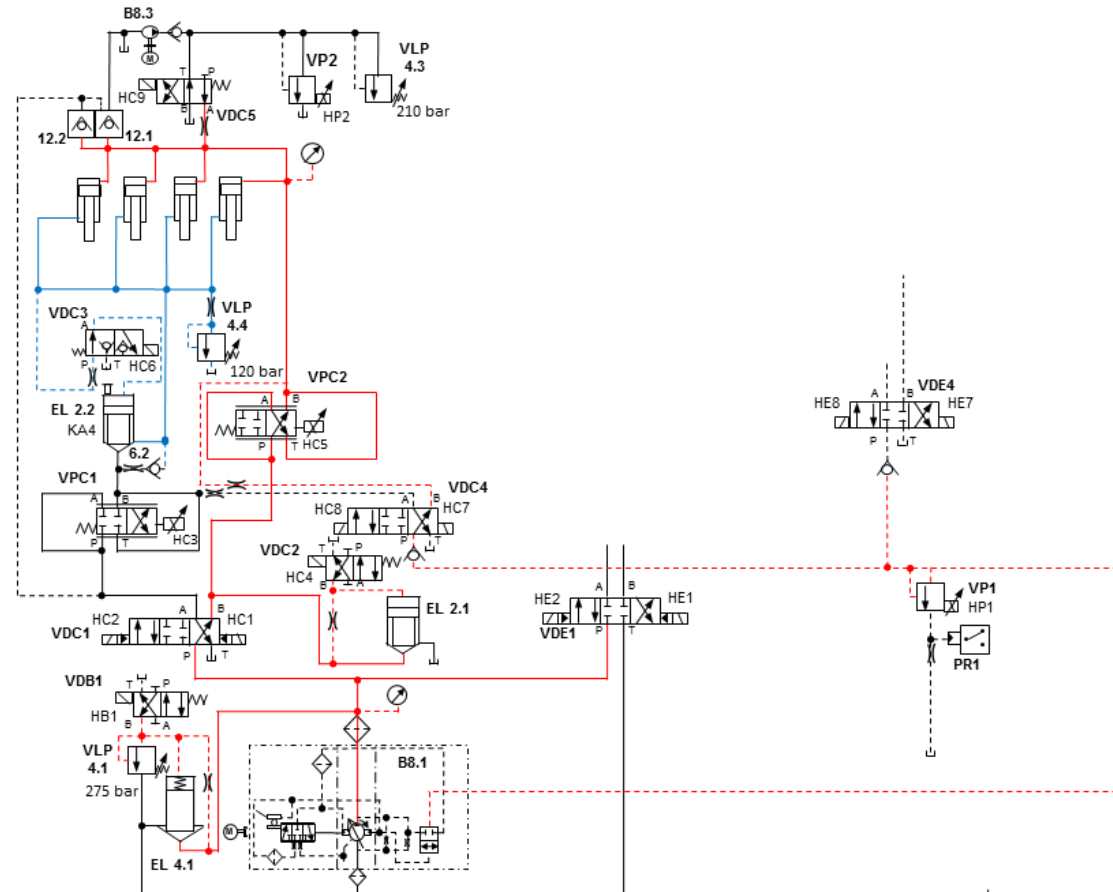 B8.3
M
T P
HC9
B A
VDC5
VP2
HP2
VLP
4.3
210 bar
12.2
12.1
VDC3
A
P T
HC6
VLP
4.4
120 bar
EL 2.2
KA4
6.2
VPC2
A B
HC5
P T
VPC1
A B
HC3
P T
VDC4
A B
HC8
HC7
P T
VDC2
T P
HC4
B A
EL 2.1
VDC1
HC2
A B
HC1
P T
VDE1
HE2
A B
HE1
P T
VDE4
HE8
A B
HE7
P T
VP1
HP1
PR1
VDB1
T P
HB1
B A
VLP
4.1
275 bar
EL 4.1
B8.1
M